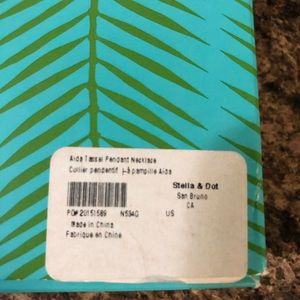 Aida Tassel Pendant Necklace
Collier pendentif à pampille Aida
Stella & Dot
San Bruno
CA
PO# 20151589 N534G US
Made in China
Fabrique en Chine